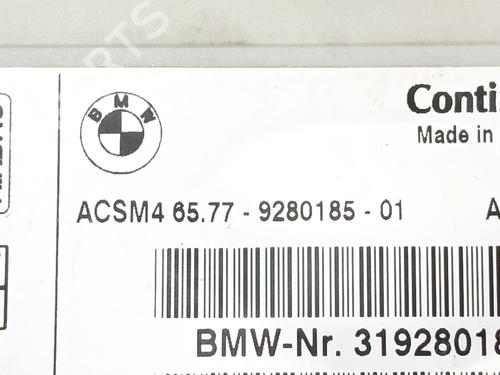 BMW
Conti
Made in
ACSM4 65.77 - 9280185 - 01 A
BMW-Nr. 31928018